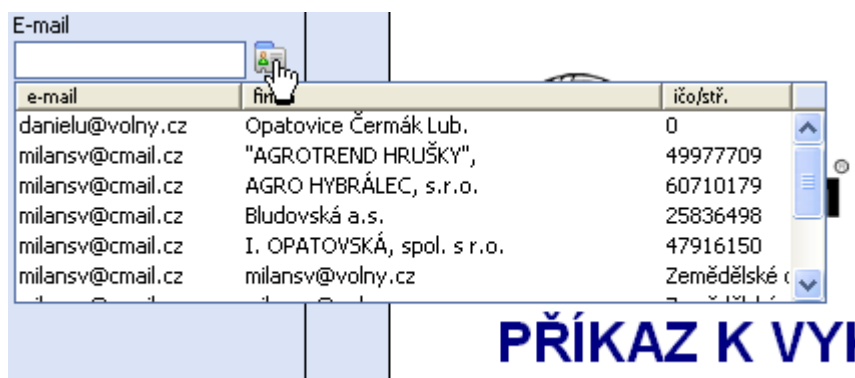 E-mail
e-mail ičo/stř.
danielu@volny.cz Opatovice Čermák Lub. 0
milansv@cmail.cz "AGROTREND HRUŠKY", 49977709
milansv@cmail.cz AGRO HYBRÁLEC, s.r.o. 60710179
milansv@cmail.cz Bludovská a.s. 25836498
milansv@cmail.cz I. OPATOVSKÁ, spol. s r.o. 47916150
milansv@cmail.cz milansv@volny.cz Zemědělské
PŘÍKAZ K